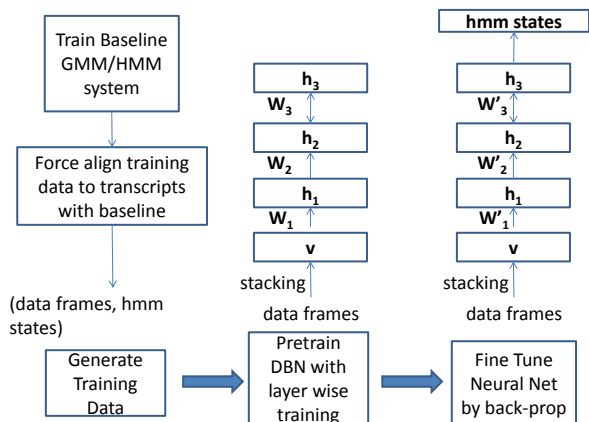 Train Baseline
GMM/HMM
system
Force align training
data to transcripts
with baseline
(data frames, hmm
states)
Generate
Training
Data
h₃
W₃
h₂
W₂
h₁
W₁
v
stacking
data frames
Pretrain
DBN with
layer wise
training
hmm states
h₃
W'₃
h₂
W'₂
h₁
W'₁
v
stacking
data frames
Fine Tune
Neural Net
by back-prop